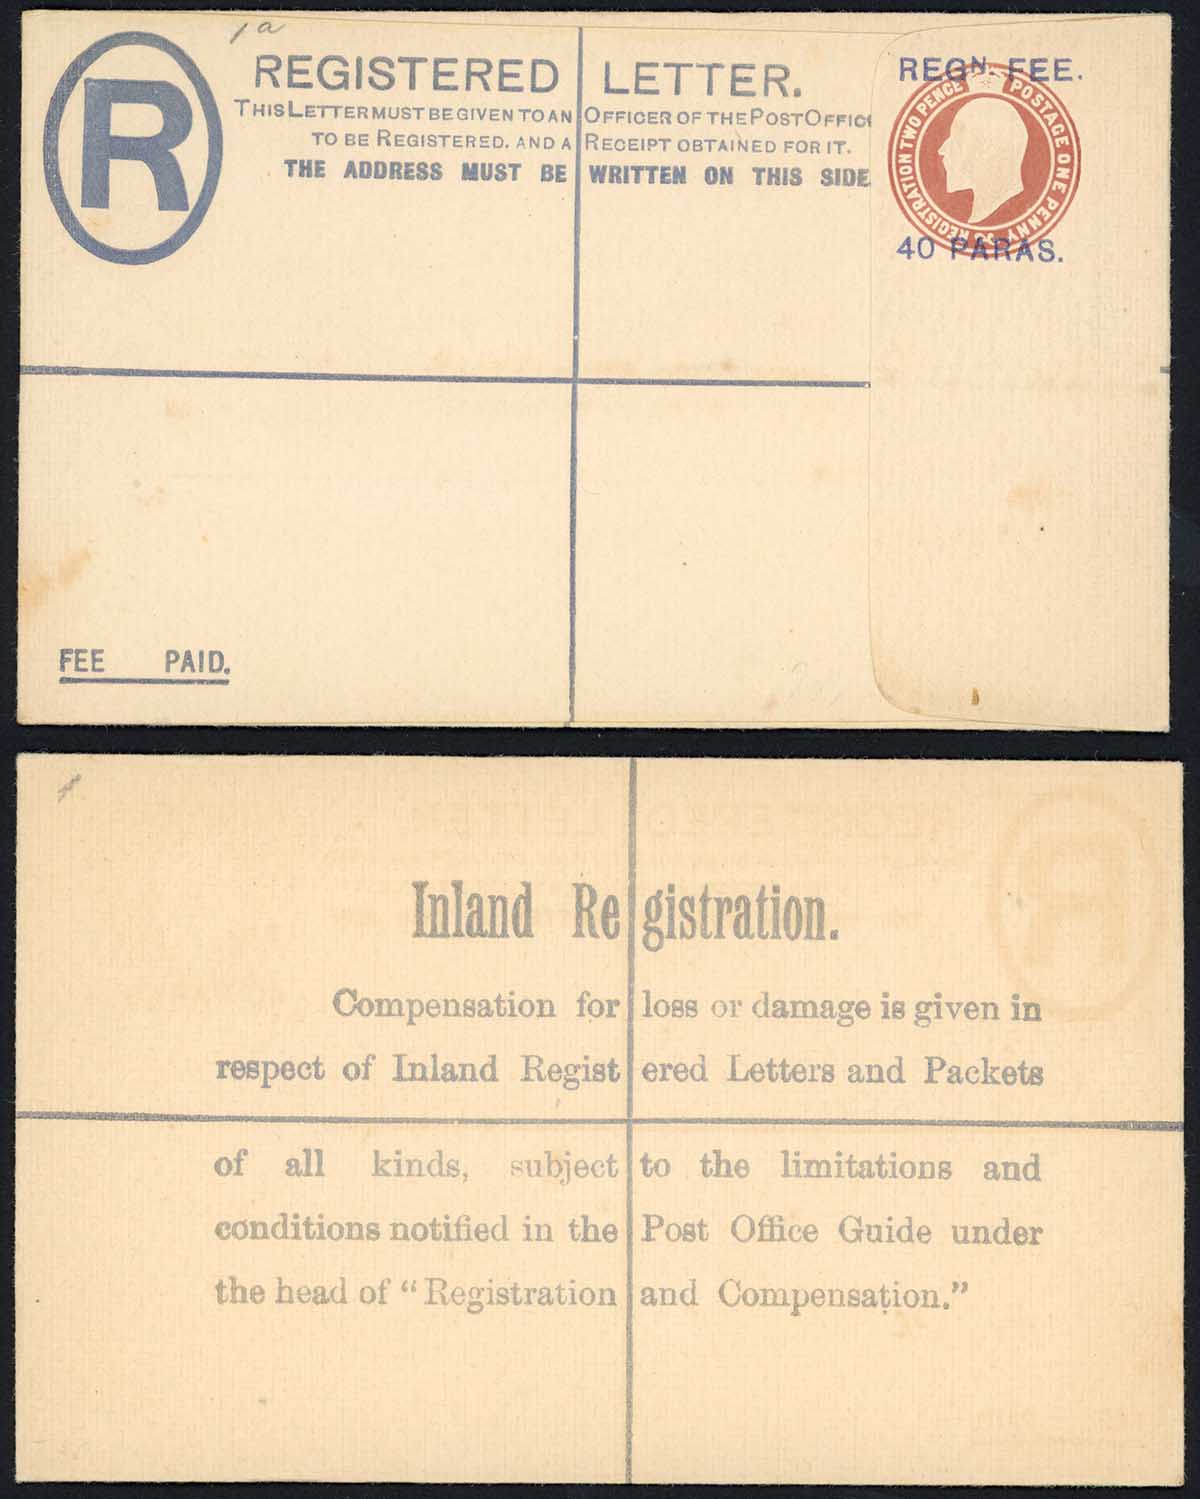 1a
R
REGISTERED LETTER.
THIS LETTER MUST BE GIVEN TO AN OFFICER OF THE POST OFFIC
TO BE REGISTERED. AND A RECEIPT OBTAINED FOR IT.
THE ADDRESS MUST BE WRITTEN ON THIS SIDE
REGN. FEE.
REGISTRATION TWO PENCE
POSTAGE ONE PENNY
40 PARAS.
FEE PAID.
Inland Registration.
Compensation for loss or damage is given in
respect of Inland Registered Letters and Packets
of all kinds, subject to the limitations and
conditions notified in the Post Office Guide under
the head of “Registration and Compensation.”